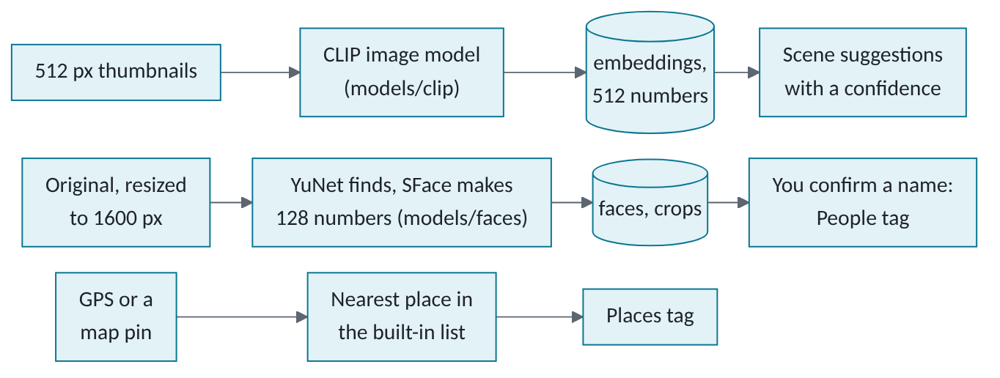 512 px thumbnails
CLIP image model
(models/clip)
embeddings,
512 numbers
Scene suggestions
with a confidence
Original, resized
to 1600 px
YuNet finds, SFace makes
128 numbers (models/faces)
faces, crops
You confirm a name:
People tag
GPS or a
map pin
Nearest place in
the built-in list
Places tag